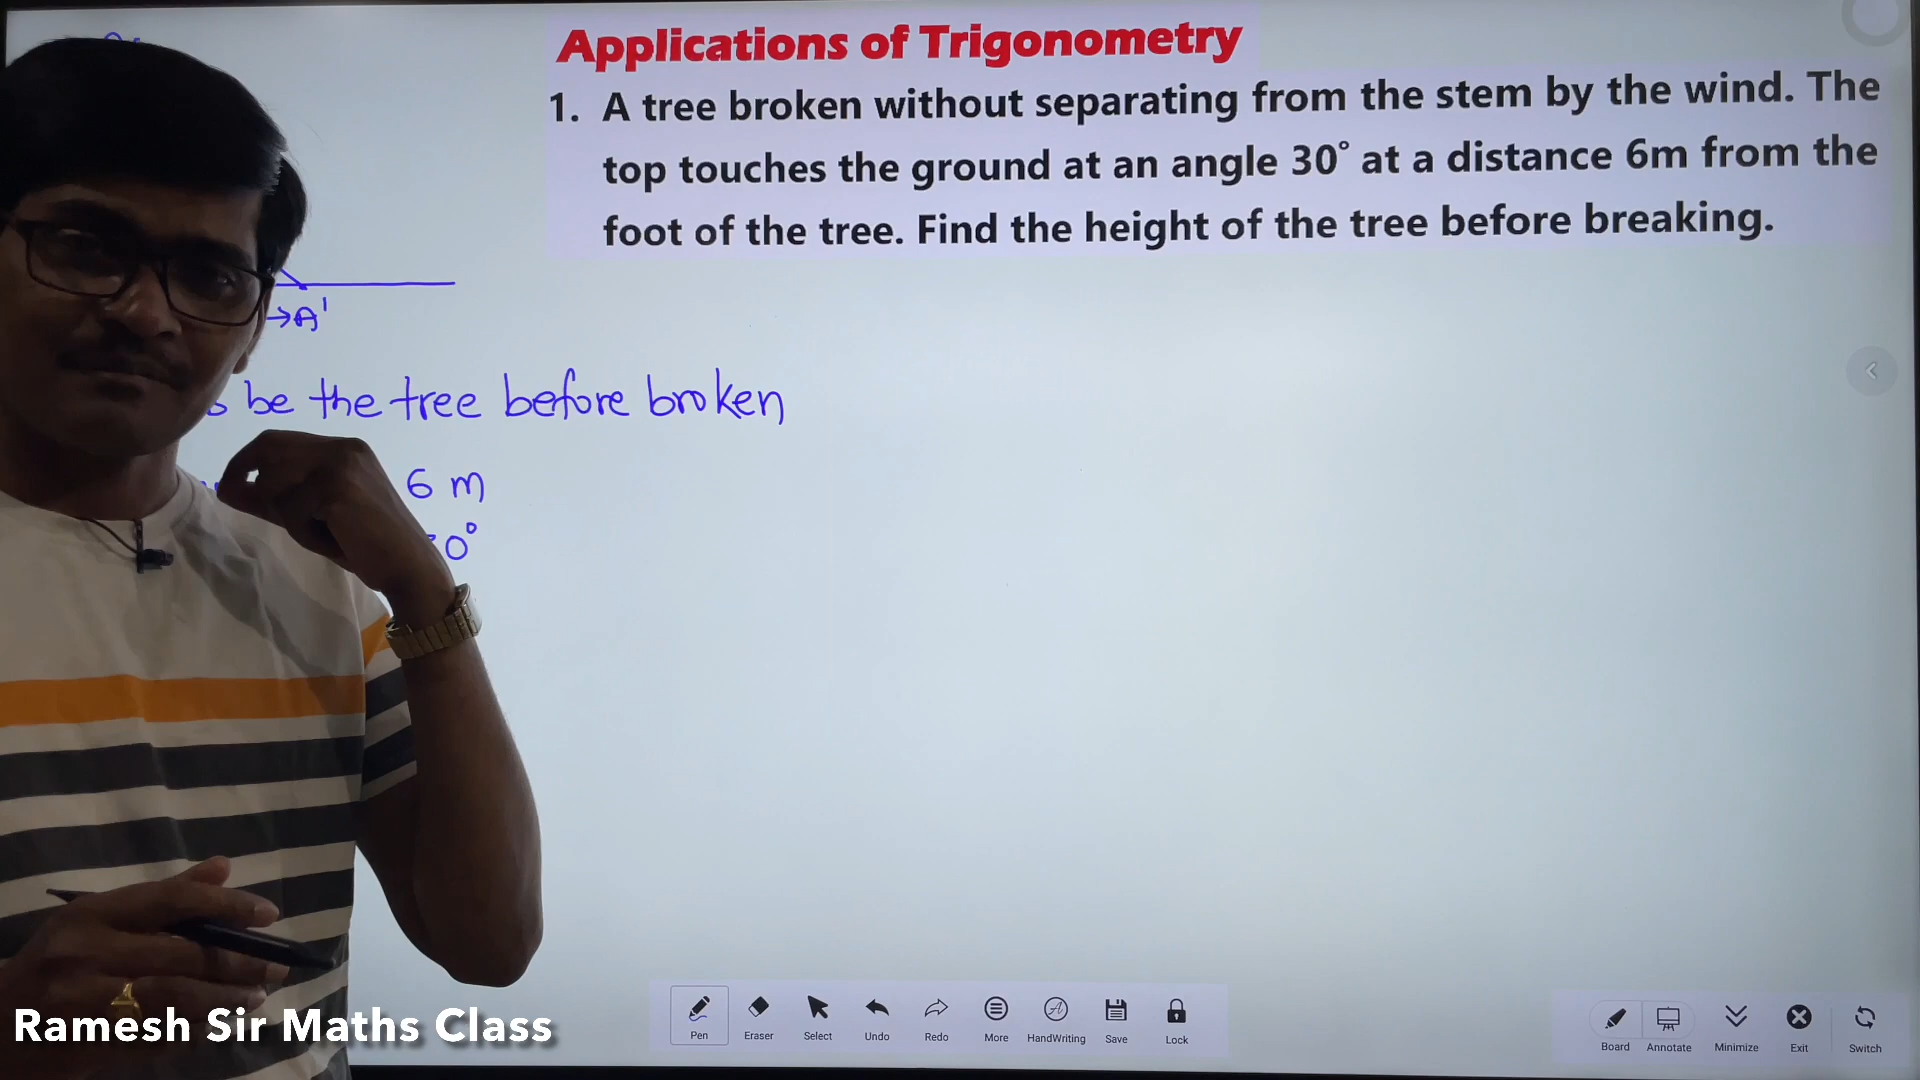 Applications of Trigonometry
1. A tree broken without separating from the stem by the wind. The
top touches the ground at an angle 30° at a distance 6m from the
foot of the tree. Find the height of the tree before breaking.
→A'
be the tree before broken
6 m
0°
Ramesh Sir Maths Class
Pen
Eraser
Select
Undo
Redo
More
HandWriting
Save
Lock
Board
Annotate
Minimize
Exit
Switch